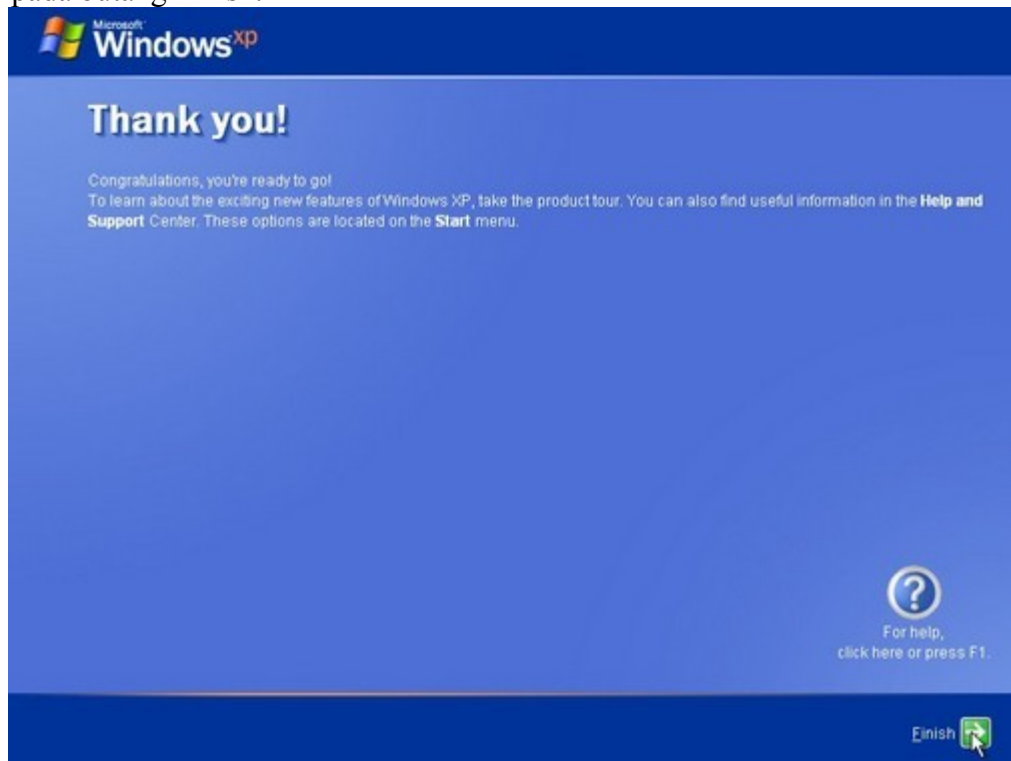 Microsoft
Windows xp
Thank you!
Congratulations, you're ready to go!
To learn about the exciting new features of Windows XP, take the product tour. You can also find useful information in the Help and
Support Center. These options are located on the Start menu.
For help,
click here or press F1.
Finish